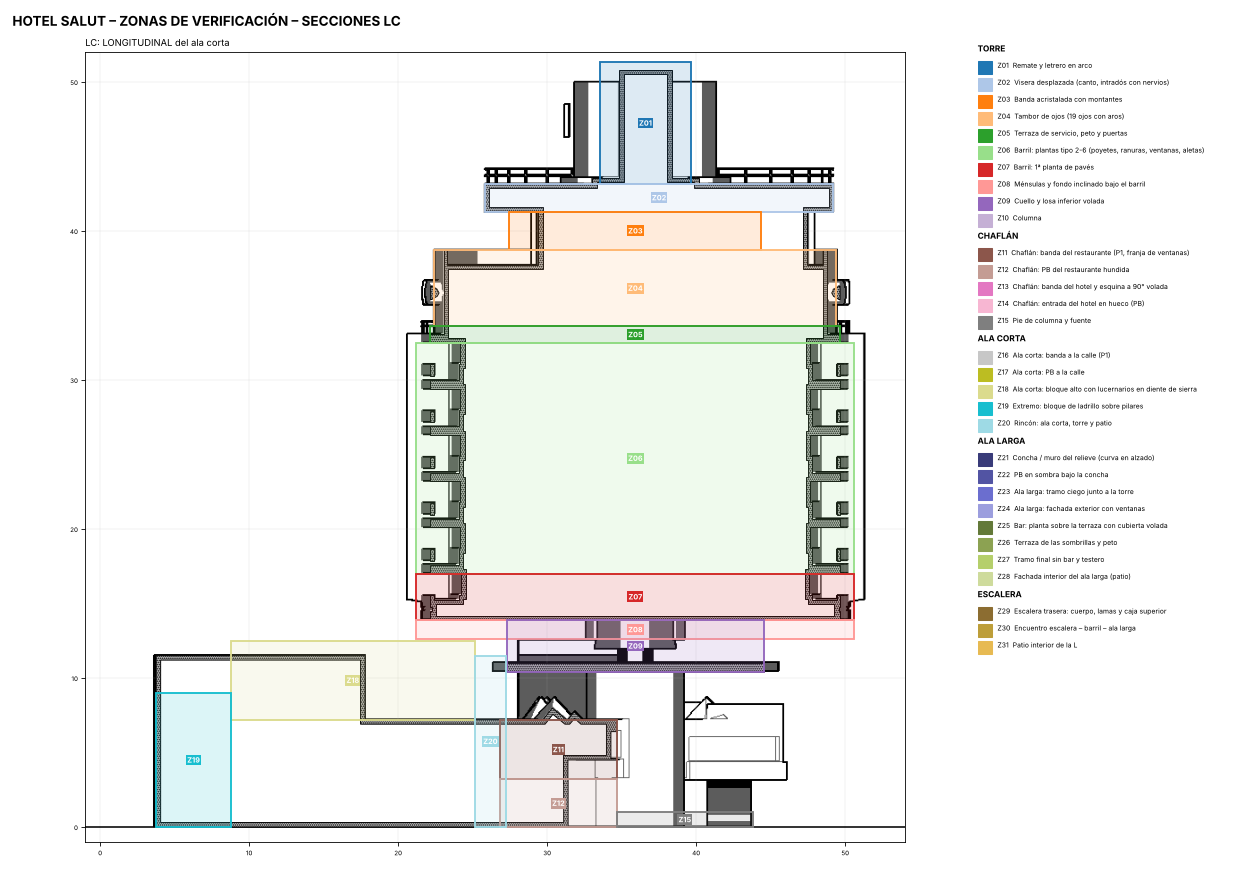 HOTEL SALUT – ZONAS DE VERIFICACIÓN – SECCIONES LC
LC: LONGITUDINAL del ala corta
50
40
30
20
10
0
0
10
20
30
40
50
Z01
Z02
Z03
Z04
Z05
Z06
Z07
Z08
Z09
Z18
Z20
Z11
Z19
Z12
Z15
TORRE
Z01 Remate y letrero en arco
Z02 Visera desplazada (canto, intradós con nervios)
Z03 Banda acristalada con montantes
Z04 Tambor de ojos (19 ojos con aros)
Z05 Terraza de servicio, peto y puertas
Z06 Barril: plantas tipo 2-6 (poyetes, ranuras, ventanas, aletas)
Z07 Barril: 1ª planta de pavés
Z08 Ménsulas y fondo inclinado bajo el barril
Z09 Cuello y losa inferior volada
Z10 Columna
CHAFLÁN
Z11 Chaflán: banda del restaurante (P1, franja de ventanas)
Z12 Chaflán: PB del restaurante hundida
Z13 Chaflán: banda del hotel y esquina a 90° volada
Z14 Chaflán: entrada del hotel en hueco (PB)
Z15 Pie de columna y fuente
ALA CORTA
Z16 Ala corta: banda a la calle (P1)
Z17 Ala corta: PB a la calle
Z18 Ala corta: bloque alto con lucernarios en diente de sierra
Z19 Extremo: bloque de ladrillo sobre pilares
Z20 Rincón: ala corta, torre y patio
ALA LARGA
Z21 Concha / muro del relieve (curva en alzado)
Z22 PB en sombra bajo la concha
Z23 Ala larga: tramo ciego junto a la torre
Z24 Ala larga: fachada exterior con ventanas
Z25 Bar: planta sobre la terraza con cubierta volada
Z26 Terraza de las sombrillas y peto
Z27 Tramo final sin bar y testero
Z28 Fachada interior del ala larga (patio)
ESCALERA
Z29 Escalera trasera: cuerpo, lamas y caja superior
Z30 Encuentro escalera – barril – ala larga
Z31 Patio interior de la L